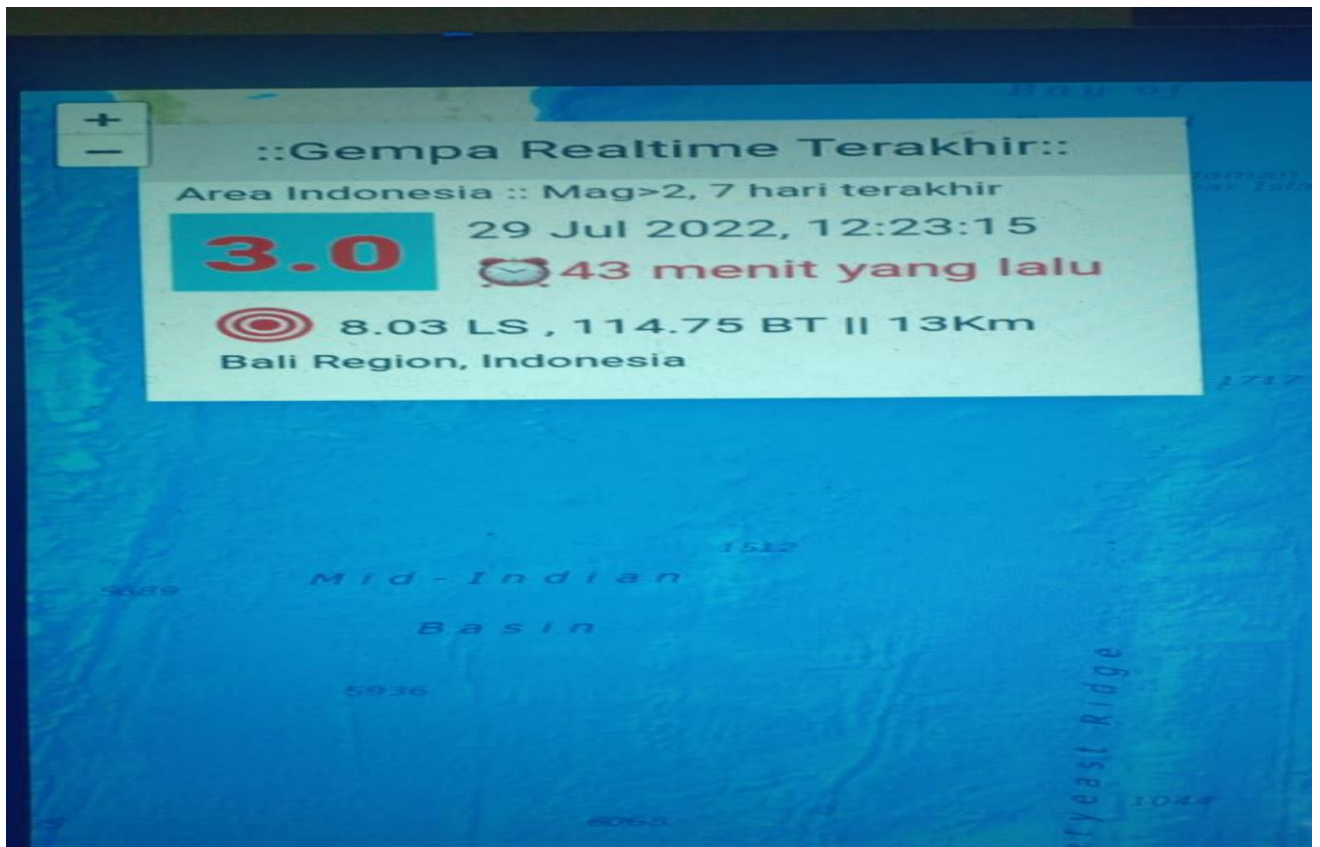 +
Bay of
−
::Gempa Realtime Terakhir::
Area Indonesia :: Mag>2, 7 hari terakhir
3.0
29 Jul 2022, 12:23:15
43 menit yang lalu
8.03 LS , 114.75 BT || 13Km
Bali Region, Indonesia
1717
1512
Mid-Indian
5689
Basin
5936
Ridge
1044
6065